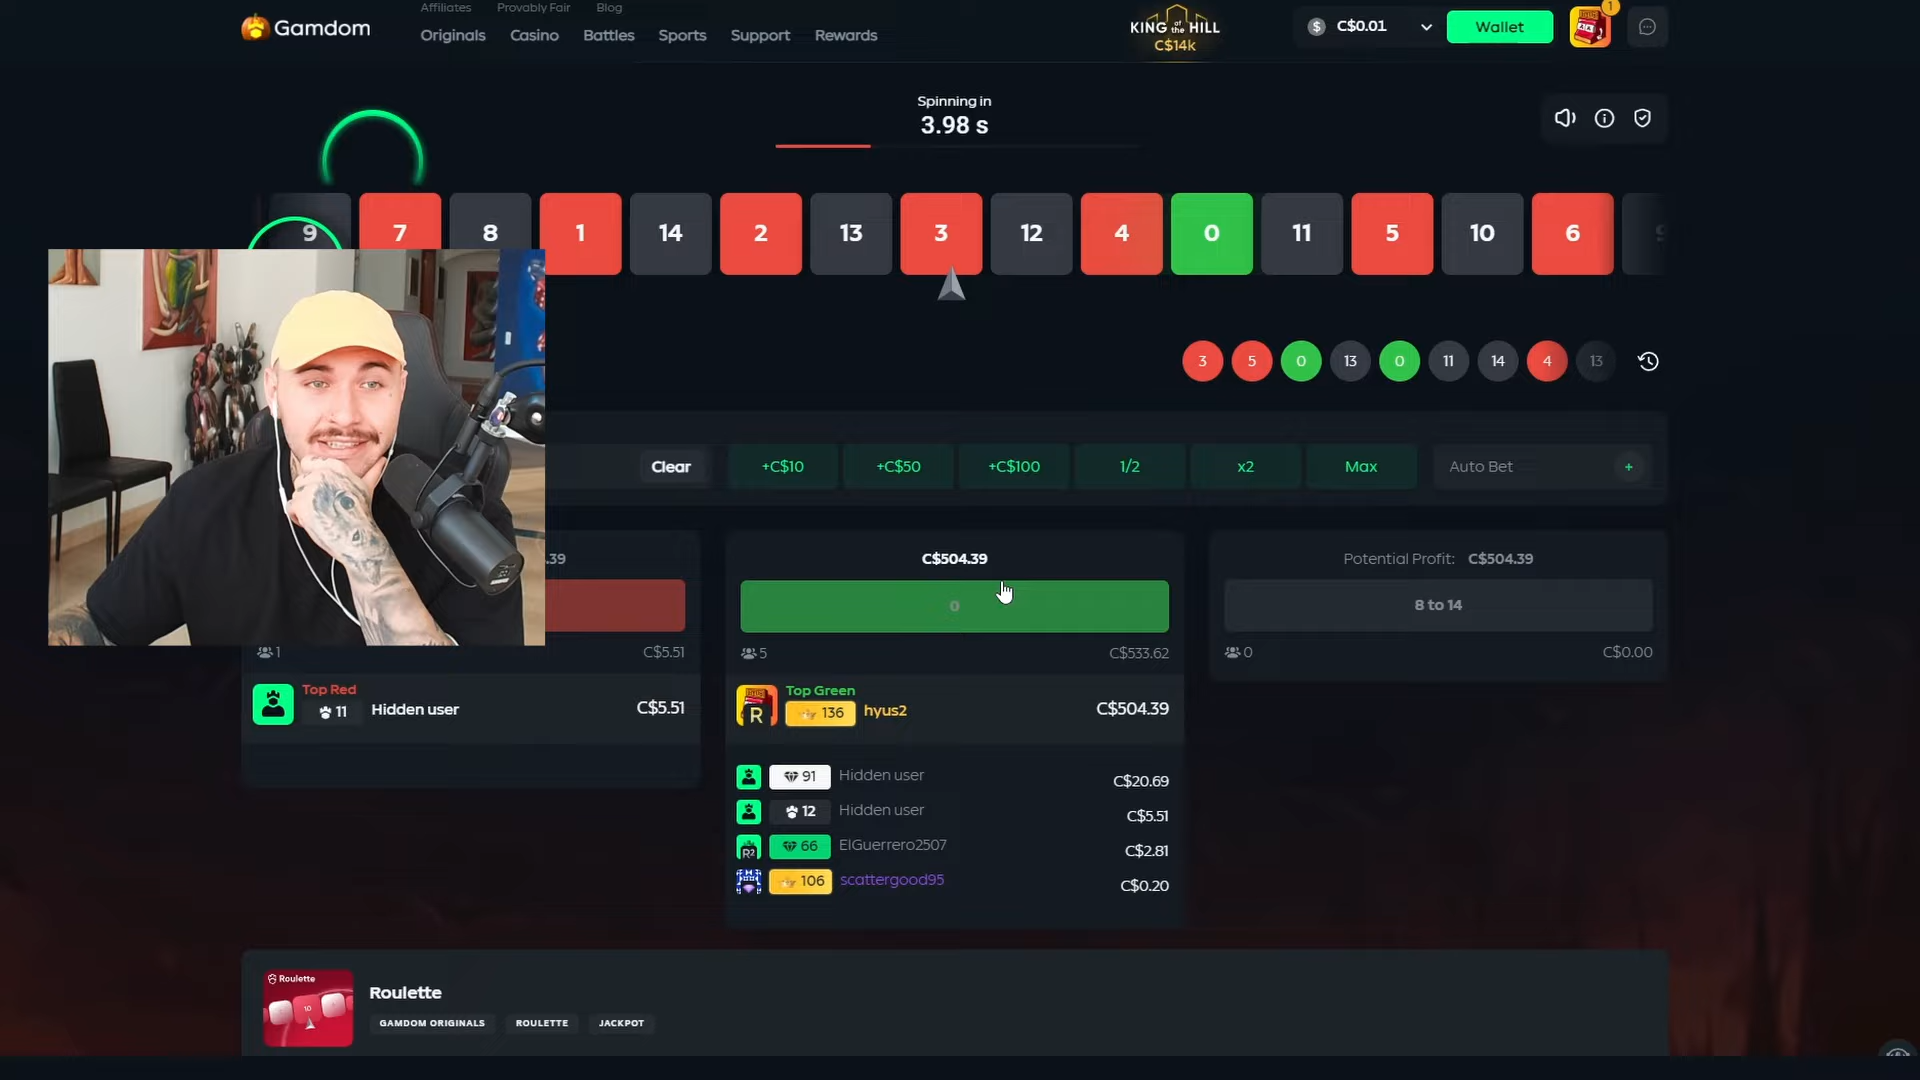 Affiliates Provably Fair Blog
Gamdom
Originals Casino Battles Sports Support Rewards
KING of the HILL
C$14k
$ C$0.01
Wallet
1
Spinning in
3.98 s
9 7 8 1 14 2 13 3 12 4 0 11 5 10 6 9
3 5 0 13 0 11 14 4 13
Clear +C$10 +C$50 +C$100 1/2 x2 Max Auto Bet +
.39 C$504.39 Potential Profit: C$504.39
0 8 to 14
1 C$5.51 5 C$533.62 0 C$0.00
Top Red
11 Hidden user C$5.51
Top Green
R 136 hyus2 C$504.39
91 Hidden user C$20.69
12 Hidden user C$5.51
R2 66 ElGuerrero2507 C$2.81
106 scattergood95 C$0.20
Roulette
10
Roulette
GAMDOM ORIGINALS ROULETTE JACKPOT